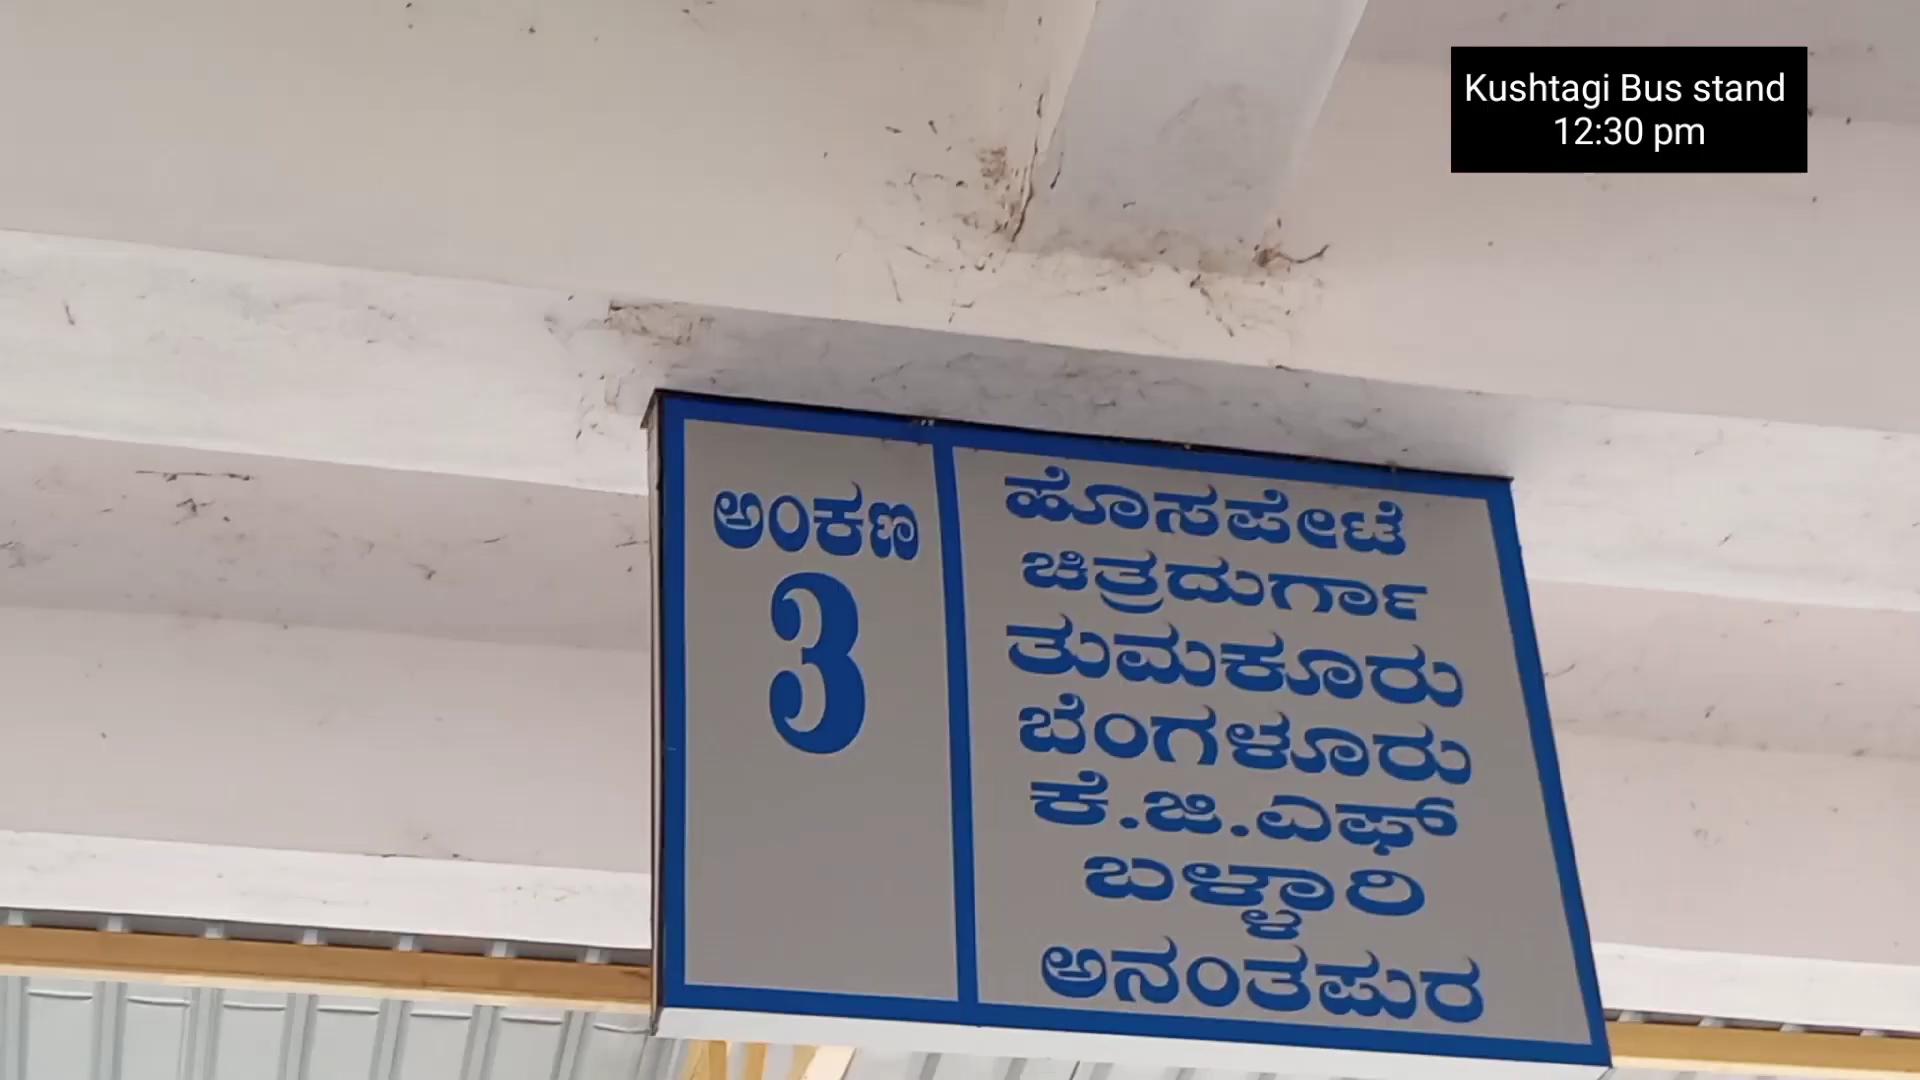 Kushtagi Bus stand
12:30 pm
ಅಂಕಣ
3
ಹೊಸಪೇಟೆ
ಚಿತ್ರದುರ್ಗಾ
ತುಮಕೂರು
ಬೆಂಗಳೂರು
ಕೆ.ಜಿ.ಎಫ್
ಬಳ್ಳಾರಿ
ಅನಂತಪುರ